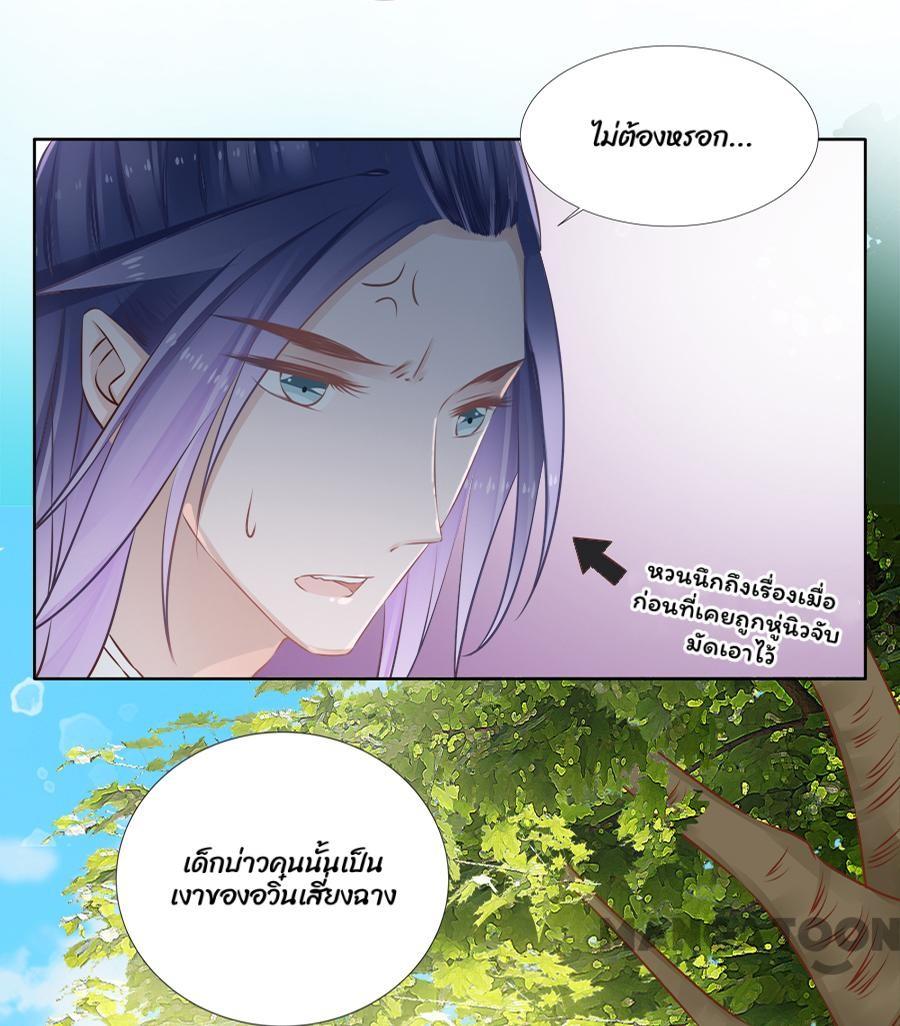 ไม่ต้องหรอก...
หวนนึกถึงเรื่องเมื่อ
ก่อนที่เคยถูกหู่นิวจับ
มัดเอาไว้
เด็กบ่าวคนนั้นเป็น
เงาของอวิ๋นเสียงฉาง
MANGATOON